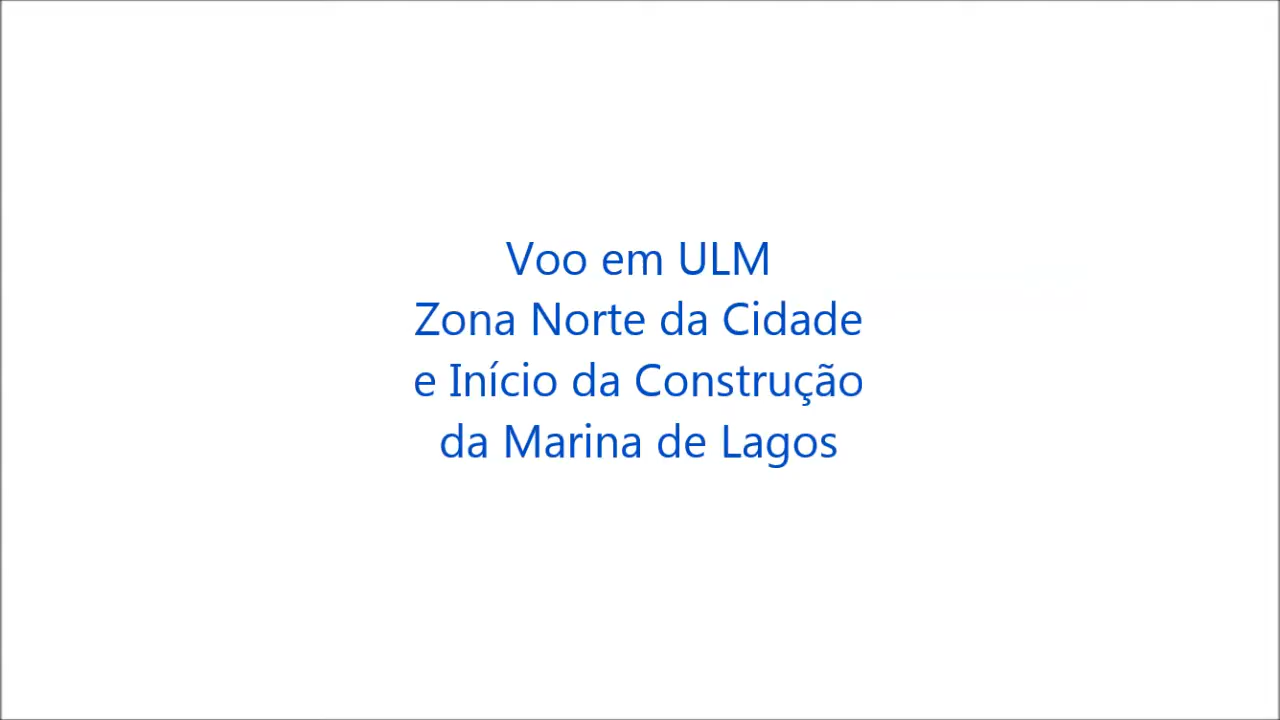 Voo em ULM
Zona Norte da Cidade
e Início da Construção
da Marina de Lagos